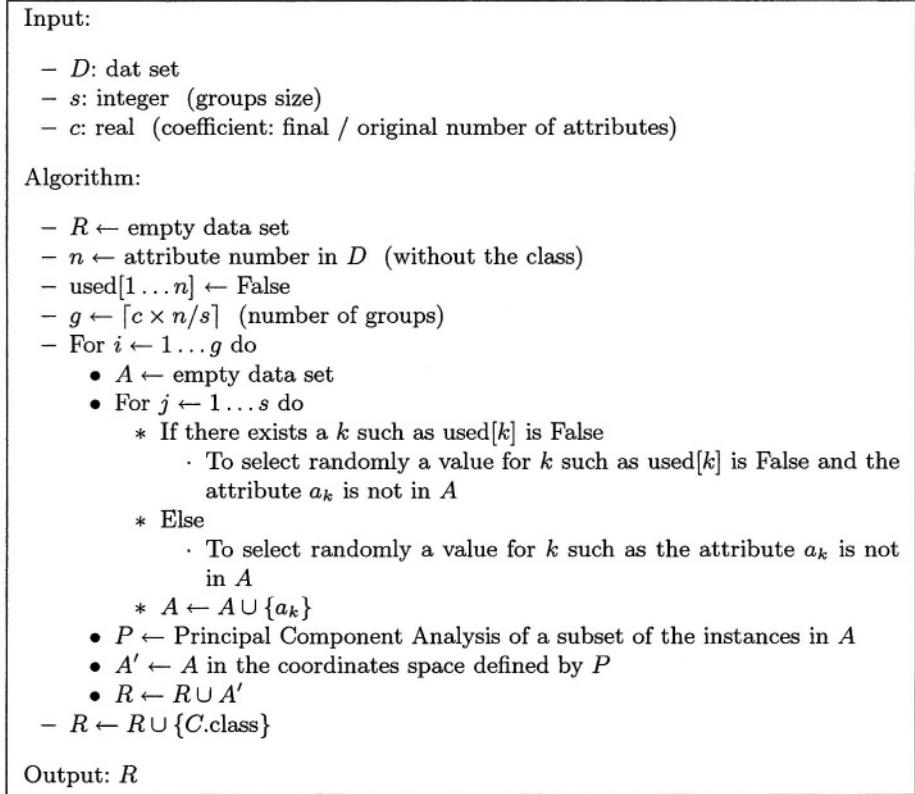 Input:
– D: dat set
– s: integer (groups size)
– c: real (coefficient: final / original number of attributes)
Algorithm:
– R ← empty data set
– n ← attribute number in D (without the class)
– used[1 … n] ← False
– g ← ⌈c × n/s⌉ (number of groups)
– For i ← 1 … g do
• A ← empty data set
• For j ← 1 … s do
∗ If there exists a k such as used[k] is False
· To select randomly a value for k such as used[k] is False and the
attribute aₖ is not in A
∗ Else
· To select randomly a value for k such as the attribute aₖ is not
in A
∗ A ← A ∪ {aₖ}
• P ← Principal Component Analysis of a subset of the instances in A
• A′ ← A in the coordinates space defined by P
• R ← R ∪ A′
– R ← R ∪ {C.class}
Output: R